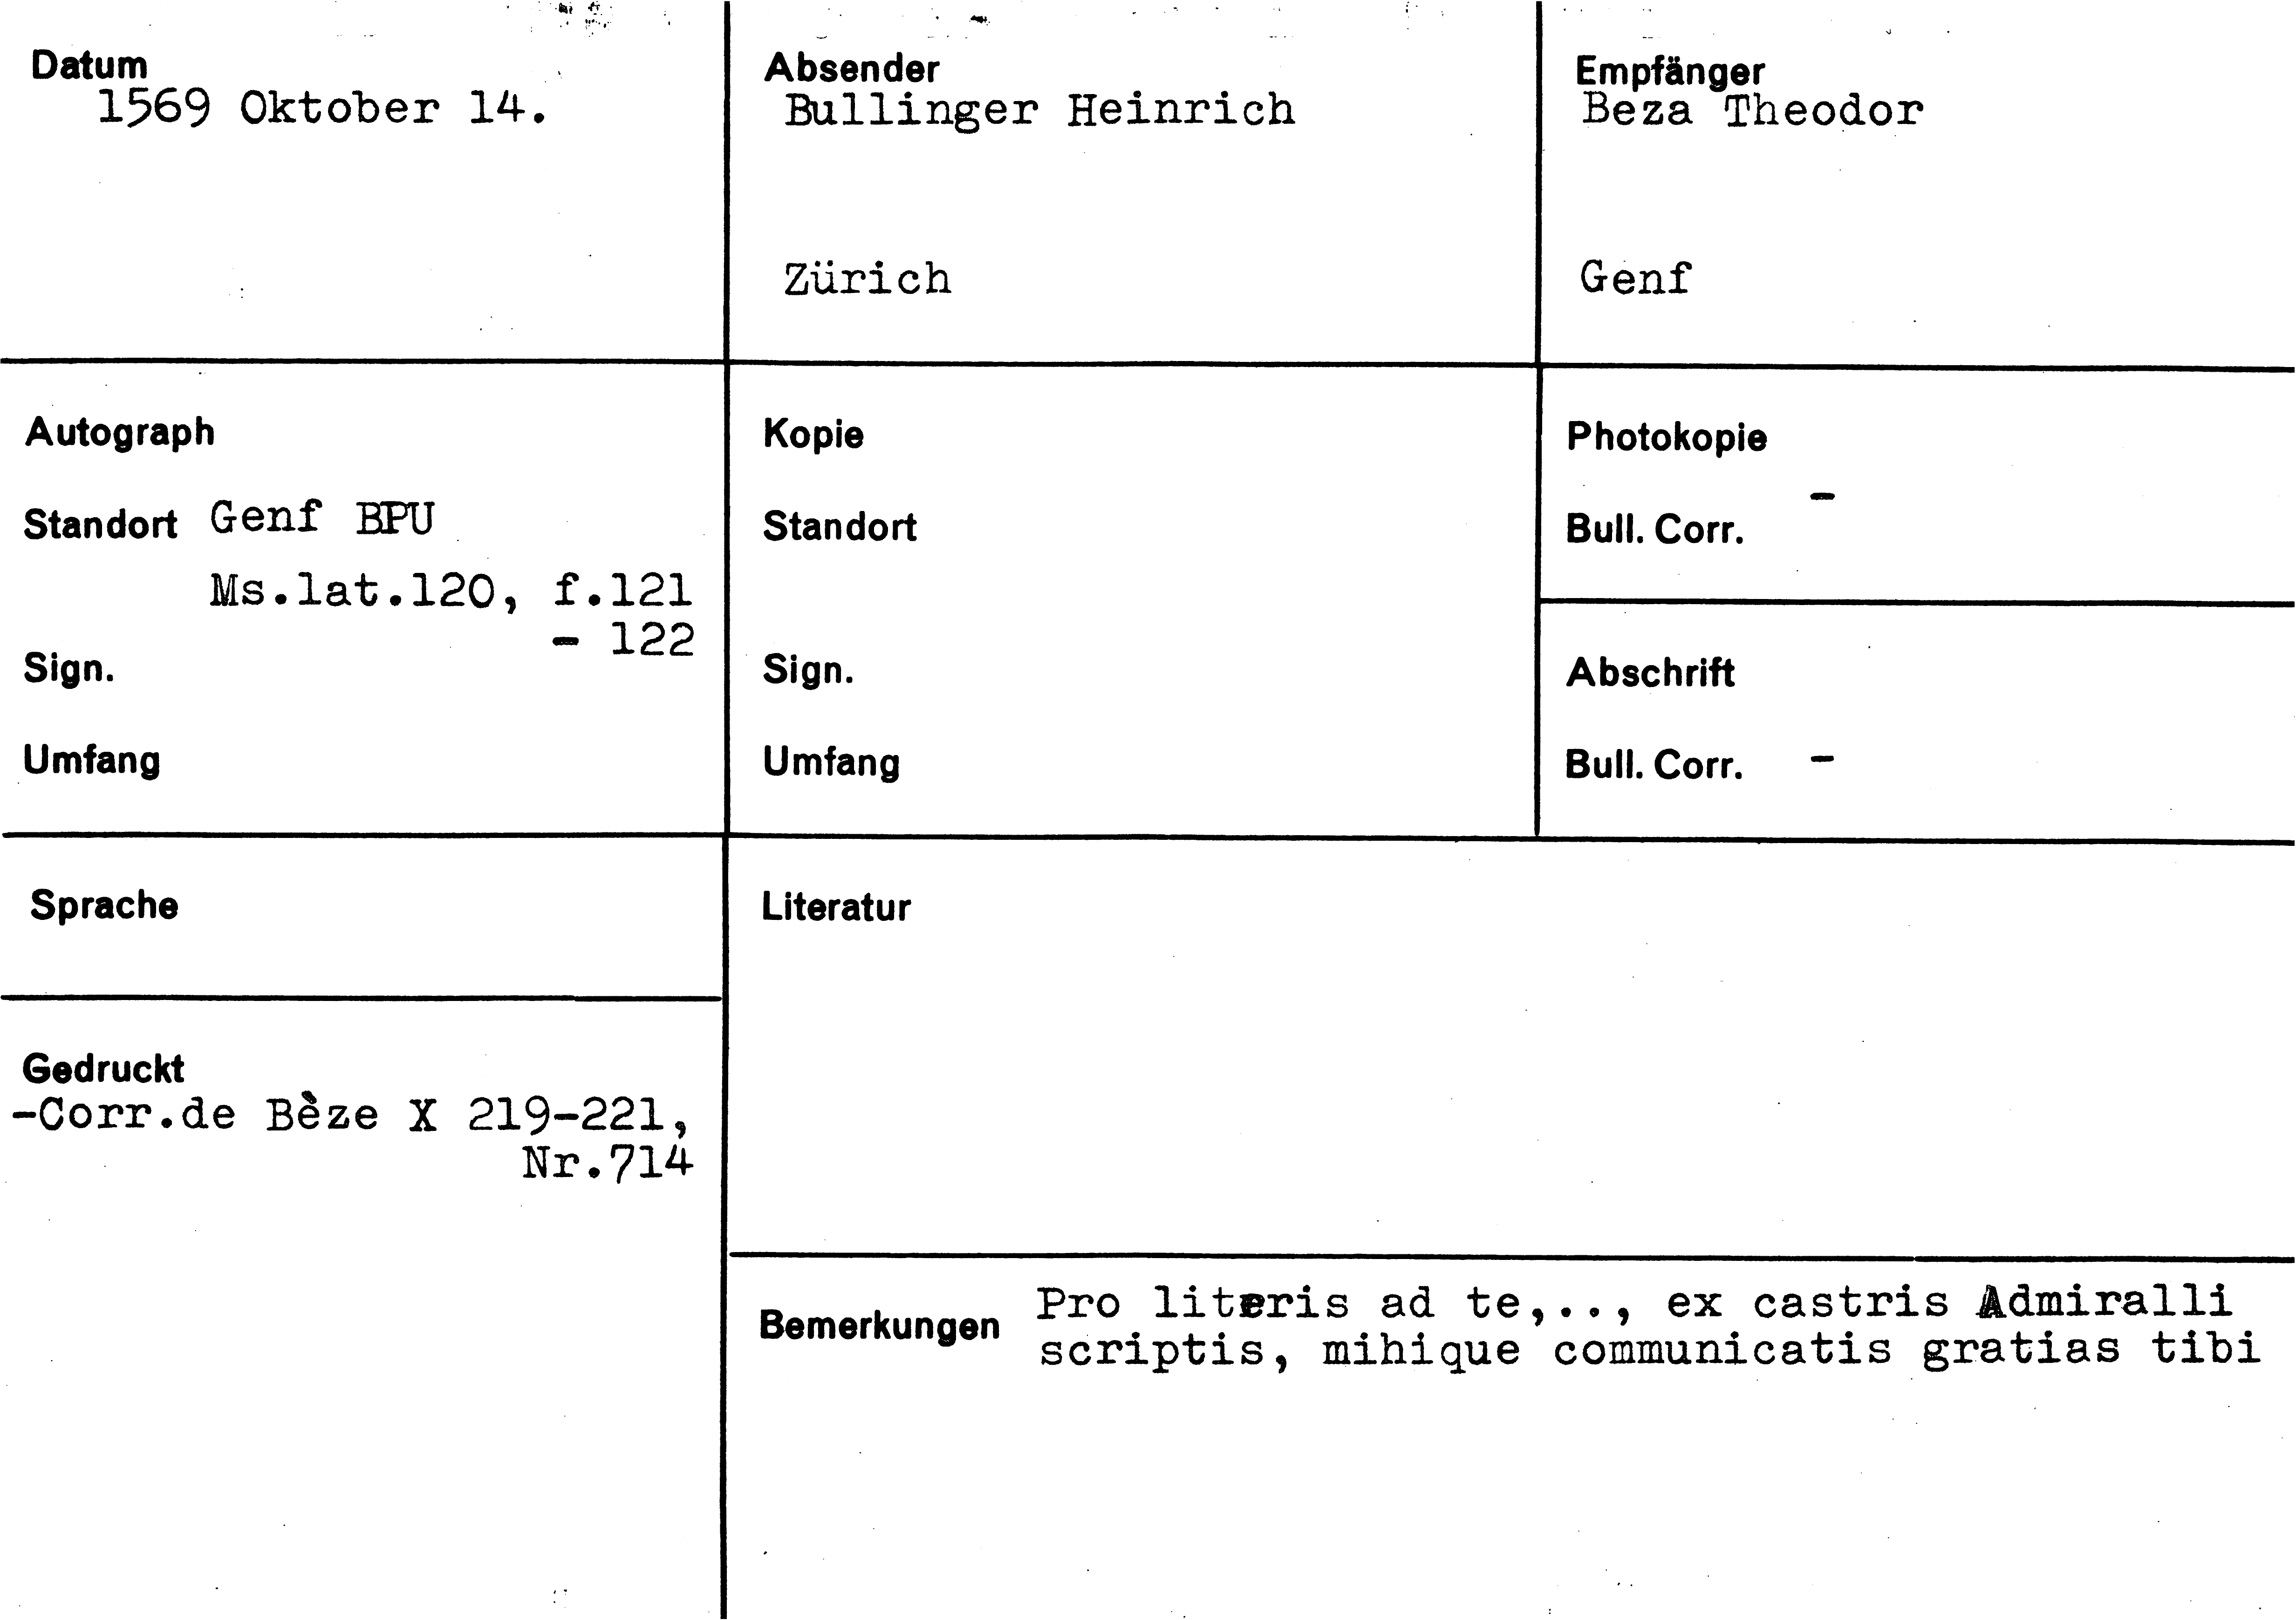 Datum
1569 Oktober 14.
Absender
Bullinger Heinrich
Zürich
Empfänger
Beza Theodor
Genf
Autograph
Standort Genf BPU
Ms.lat.120, f.121
- 122
Sign.
Umfang
Kopie
Standort
Sign.
Umfang
Photokopie
Bull. Corr. -
Abschrift
Bull. Corr. -
Sprache
Gedruckt
-Corr.de Bèze X 219-221,
Nr.714
Literatur
Bemerkungen Pro literis ad te,.., ex castris Admiralli
scriptis, mihique communicatis gratias tibi